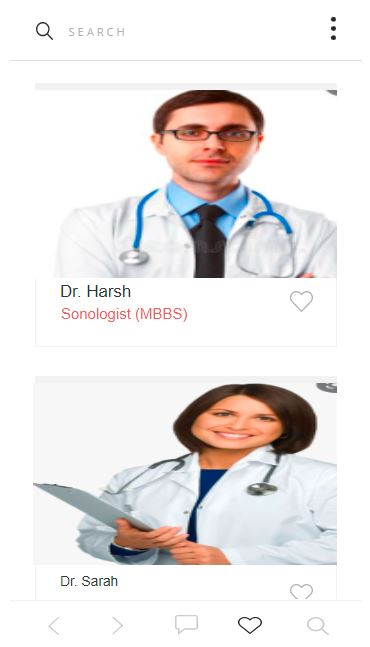 SEARCH
Dr. Harsh
Sonologist (MBBS)
Dr. Sarah